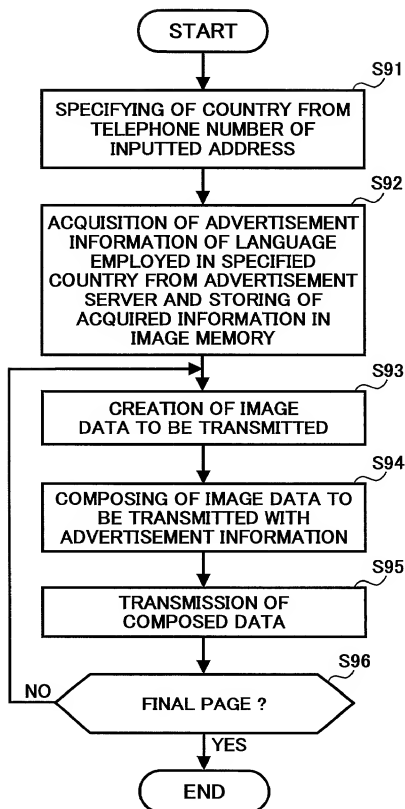 START
S91
SPECIFYING OF COUNTRY FROM
TELEPHONE NUMBER OF
INPUTTED ADDRESS
S92
ACQUISITION OF ADVERTISEMENT
INFORMATION OF LANGUAGE
EMPLOYED IN SPECIFIED
COUNTRY FROM ADVERTISEMENT
SERVER AND STORING OF
ACQUIRED INFORMATION IN
IMAGE MEMORY
S93
CREATION OF IMAGE
DATA TO BE TRANSMITTED
S94
COMPOSING OF IMAGE DATA TO
BE TRANSMITTED WITH
ADVERTISEMENT INFORMATION
S95
TRANSMISSION OF
COMPOSED DATA
S96
NO
FINAL PAGE ?
YES
END